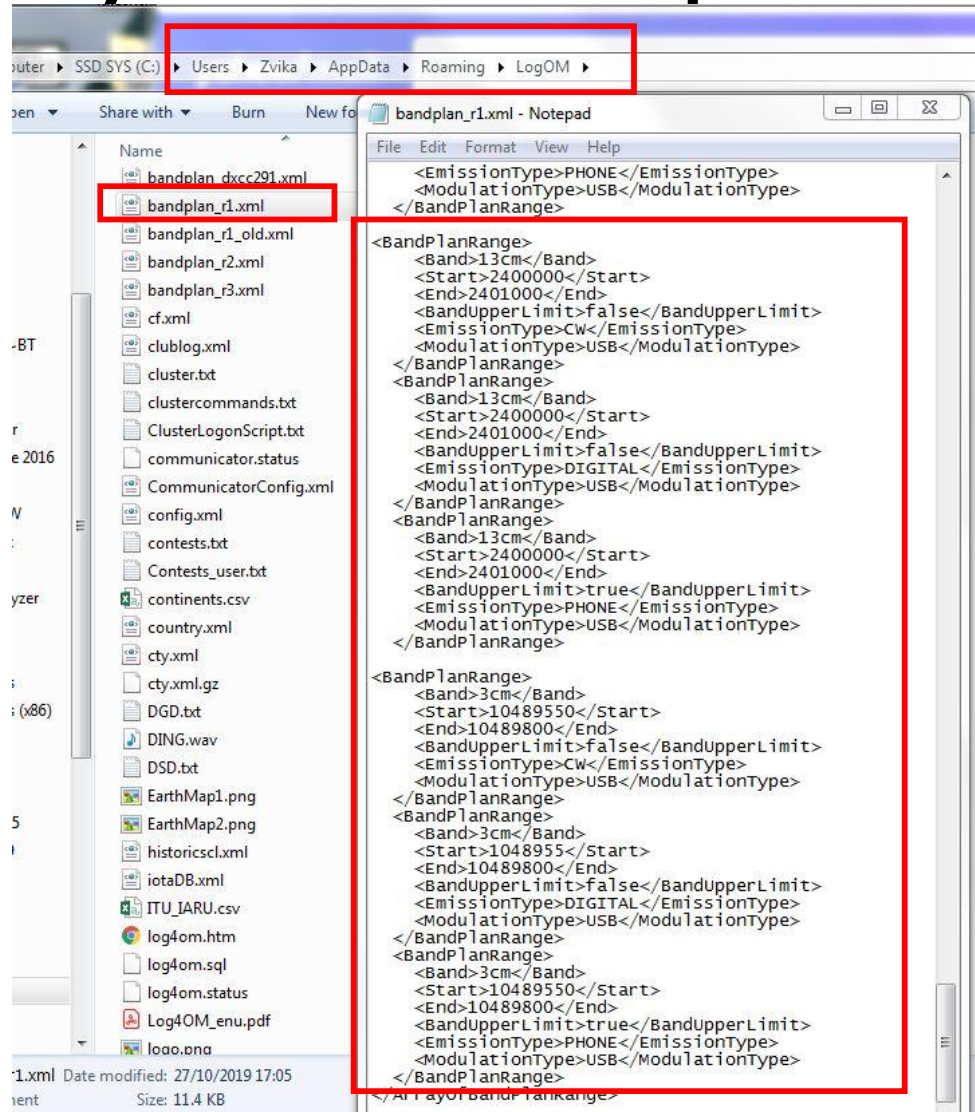 SSD SYS (C:) ▸ Users ▸ Zvika ▸ AppData ▸ Roaming ▸ LogOM ▸
Share with ▾ Burn New fo
Name
bandplan_dxcc291.xml
bandplan_r1.xml
bandplan_r1_old.xml
bandplan_r2.xml
bandplan_r3.xml
cf.xml
clublog.xml
cluster.txt
clustercommands.txt
ClusterLogonScript.txt
communicator.status
CommunicatorConfig.xml
config.xml
contests.txt
Contests_user.txt
continents.csv
country.xml
cty.xml
cty.xml.gz
DGD.txt
DING.wav
DSD.txt
EarthMap1.png
EarthMap2.png
historicscl.xml
iotaDB.xml
ITU_IARU.csv
log4om.htm
log4om.sql
log4om.status
Log4OM_enu.pdf
logo.png
-BT
e 2016
yzer
(x86)
r1.xml Date modified: 27/10/2019 17:05
Size: 11.4 KB
bandplan_r1.xml - Notepad
File Edit Format View Help
<EmissionType>PHONE</EmissionType>
<ModulationType>USB</ModulationType>
</BandPlanRange>
<BandPlanRange>
<Band>13cm</Band>
<Start>2400000</Start>
<End>2401000</End>
<BandUpperLimit>false</BandUpperLimit>
<EmissionType>CW</EmissionType>
<ModulationType>USB</ModulationType>
</BandPlanRange>
<BandPlanRange>
<Band>13cm</Band>
<Start>2400000</Start>
<End>2401000</End>
<BandUpperLimit>false</BandUpperLimit>
<EmissionType>DIGITAL</EmissionType>
<ModulationType>USB</ModulationType>
</BandPlanRange>
<BandPlanRange>
<Band>13cm</Band>
<Start>2400000</Start>
<End>2401000</End>
<BandUpperLimit>true</BandUpperLimit>
<EmissionType>PHONE</EmissionType>
<ModulationType>USB</ModulationType>
</BandPlanRange>
<BandPlanRange>
<Band>3cm</Band>
<Start>10489550</Start>
<End>10489800</End>
<BandUpperLimit>false</BandUpperLimit>
<EmissionType>CW</EmissionType>
<ModulationType>USB</ModulationType>
</BandPlanRange>
<BandPlanRange>
<Band>3cm</Band>
<Start>1048955</Start>
<End>10489800</End>
<BandUpperLimit>false</BandUpperLimit>
<EmissionType>DIGITAL</EmissionType>
<ModulationType>USB</ModulationType>
</BandPlanRange>
<BandPlanRange>
<Band>3cm</Band>
<Start>10489550</Start>
<End>10489800</End>
<BandUpperLimit>true</BandUpperLimit>
<EmissionType>PHONE</EmissionType>
<ModulationType>USB</ModulationType>
</BandPlanRange>
</ArrayOfBandPlanRange>